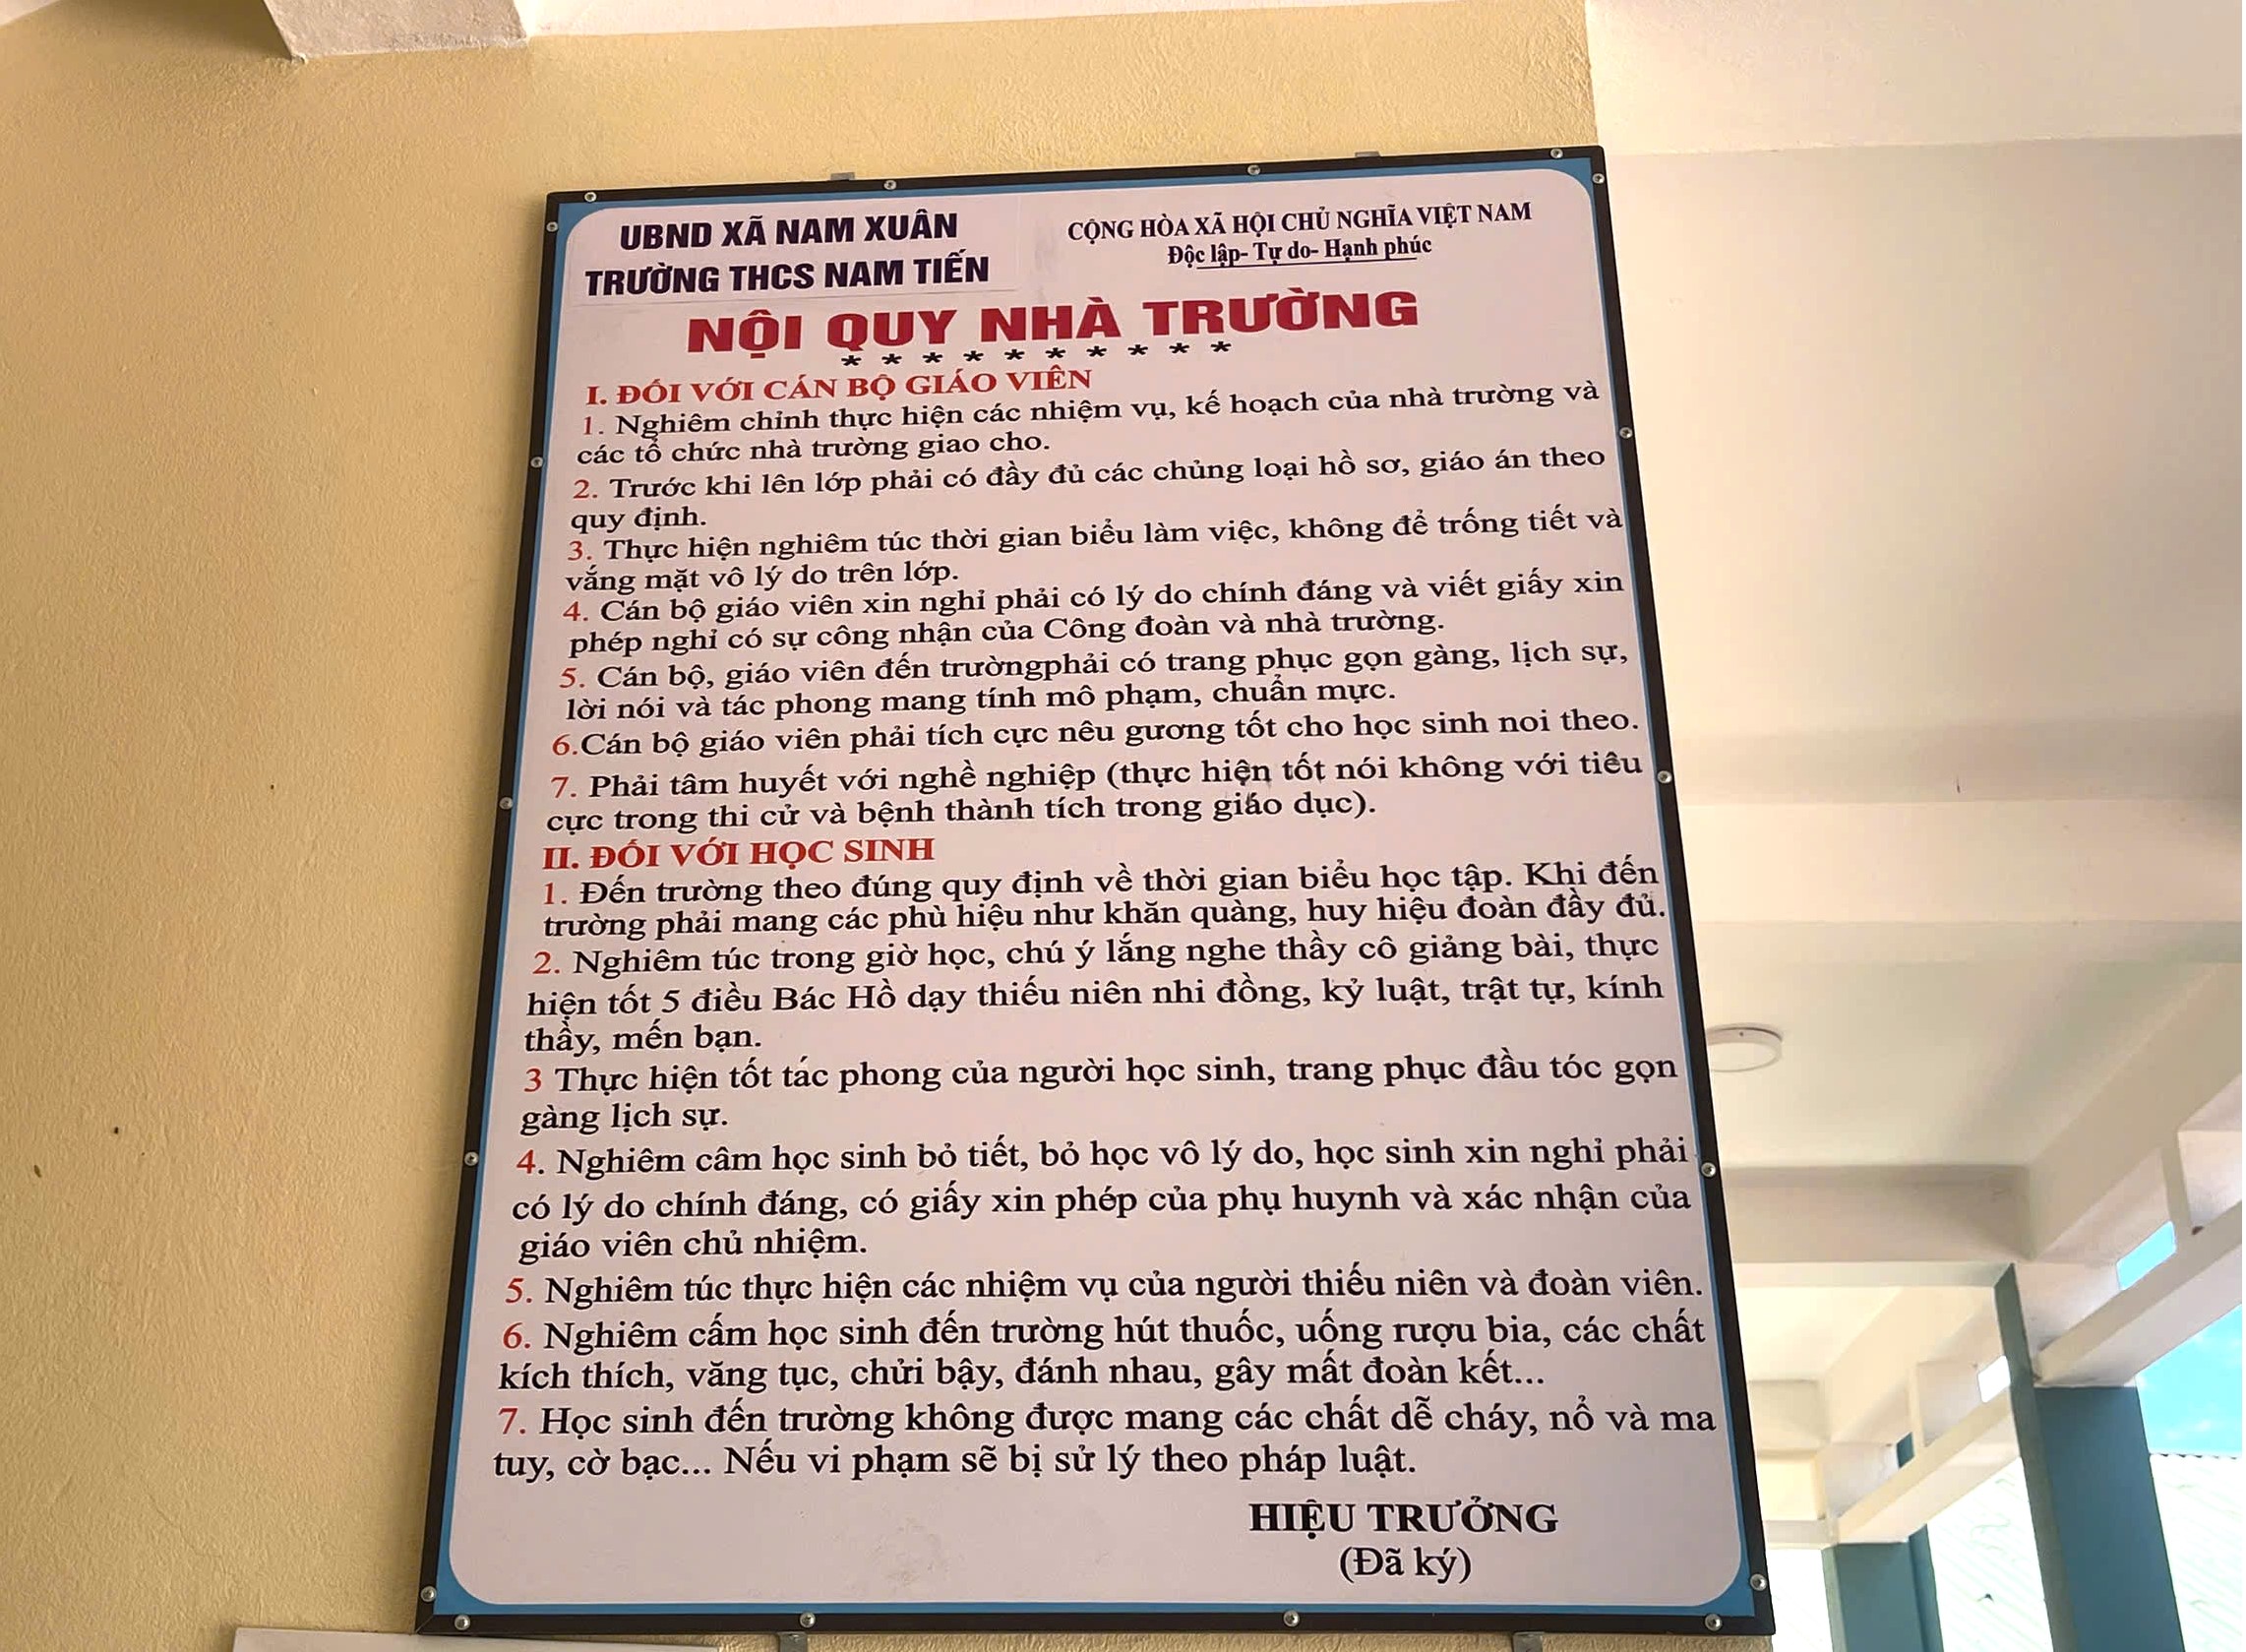 UBND XÃ NAM XUÂN
TRƯỜNG THCS NAM TIẾN
CỘNG HÒA XÃ HỘI CHỦ NGHĨA VIỆT NAM
Độc lập- Tự do- Hạnh phúc
NỘI QUY NHÀ TRƯỜNG
* * * * * * * * * *
I. ĐỐI VỚI CÁN BỘ GIÁO VIÊN
1. Nghiêm chỉnh thực hiện các nhiệm vụ, kế hoạch của nhà trường và
các tổ chức nhà trường giao cho.
2. Trước khi lên lớp phải có đầy đủ các chủng loại hồ sơ, giáo án theo
quy định.
3. Thực hiện nghiêm túc thời gian biểu làm việc, không để trống tiết và
vắng mặt vô lý do trên lớp.
4. Cán bộ giáo viên xin nghỉ phải có lý do chính đáng và viết giấy xin
phép nghỉ có sự công nhận của Công đoàn và nhà trường.
5. Cán bộ, giáo viên đến trườngphải có trang phục gọn gàng, lịch sự,
lời nói và tác phong mang tính mô phạm, chuẩn mực.
6.Cán bộ giáo viên phải tích cực nêu gương tốt cho học sinh noi theo.
7. Phải tâm huyết với nghề nghiệp (thực hiện tốt nói không với tiêu
cực trong thi cử và bệnh thành tích trong giáo dục).
II. ĐỐI VỚI HỌC SINH
1. Đến trường theo đúng quy định về thời gian biểu học tập. Khi đến
trường phải mang các phù hiệu như khăn quàng, huy hiệu đoàn đầy đủ.
2. Nghiêm túc trong giờ học, chú ý lắng nghe thầy cô giảng bài, thực
hiện tốt 5 điều Bác Hồ dạy thiếu niên nhi đồng, kỷ luật, trật tự, kính
thầy, mến bạn.
3 Thực hiện tốt tác phong của người học sinh, trang phục đầu tóc gọn
gàng lịch sự.
4. Nghiêm câm học sinh bỏ tiết, bỏ học vô lý do, học sinh xin nghỉ phải
có lý do chính đáng, có giấy xin phép của phụ huynh và xác nhận của
giáo viên chủ nhiệm.
5. Nghiêm túc thực hiện các nhiệm vụ của người thiếu niên và đoàn viên.
6. Nghiêm cấm học sinh đến trường hút thuốc, uống rượu bia, các chất
kích thích, văng tục, chửi bậy, đánh nhau, gây mất đoàn kết...
7. Học sinh đến trường không được mang các chất dễ cháy, nổ và ma
tuy, cờ bạc... Nếu vi phạm sẽ bị sử lý theo pháp luật.
HIỆU TRƯỞNG
(Đã ký)